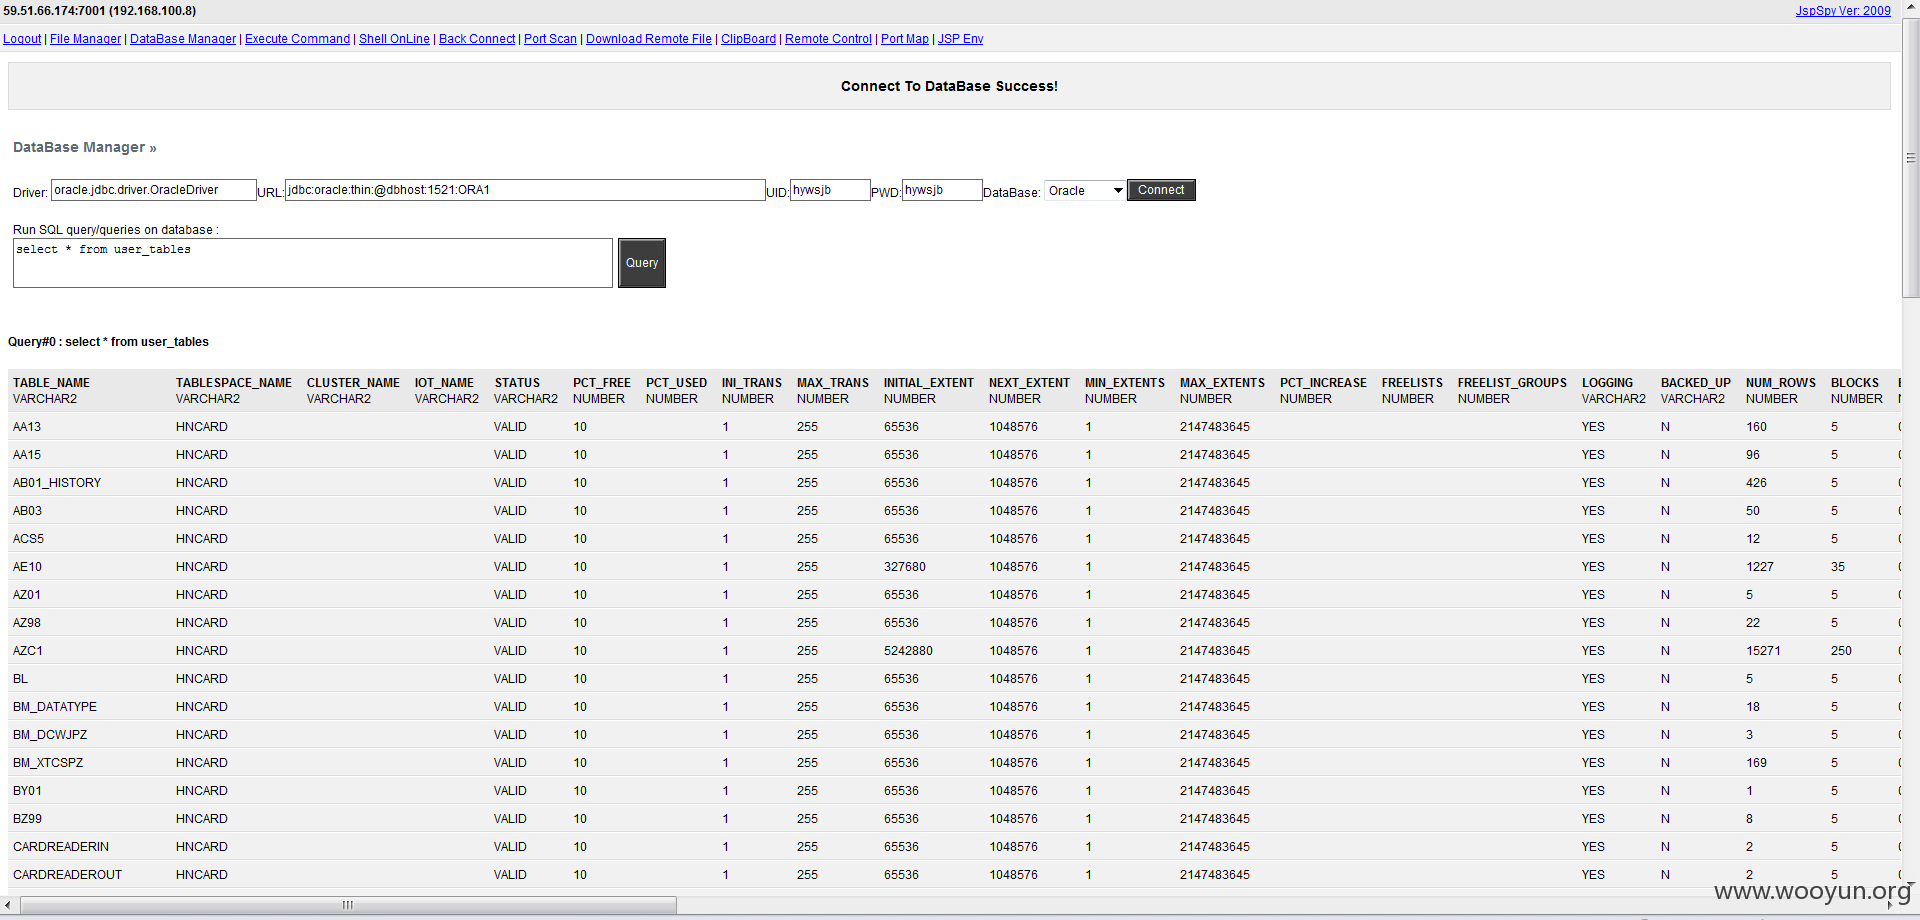 59.51.66.174:7001 (192.168.100.8) JspSpy Ver: 2009
Logout | File Manager | DataBase Manager | Execute Command | Shell OnLine | Back Connect | Port Scan | Download Remote File | ClipBoard | Remote Control | Port Map | JSP Env
Connect To DataBase Success!
DataBase Manager »
Driver: oracle.jdbc.driver.OracleDriver URL: jdbc:oracle:thin:@dbhost:1521:ORA1 UID: hywsjb PWD: hywsjb DataBase: Oracle Connect
Run SQL query/queries on database :
select * from user_tables
Query
Query#0 : select * from user_tables
TABLE_NAME TABLESPACE_NAME CLUSTER_NAME IOT_NAME STATUS PCT_FREE PCT_USED INI_TRANS MAX_TRANS INITIAL_EXTENT NEXT_EXTENT MIN_EXTENTS MAX_EXTENTS PCT_INCREASE FREELISTS FREELIST_GROUPS LOGGING BACKED_UP NUM_ROWS BLOCKS
VARCHAR2 VARCHAR2 VARCHAR2 VARCHAR2 VARCHAR2 NUMBER NUMBER NUMBER NUMBER NUMBER NUMBER NUMBER NUMBER NUMBER NUMBER NUMBER VARCHAR2 VARCHAR2 NUMBER NUMBER
AA13 HNCARD VALID 10 1 255 65536 1048576 1 2147483645 YES N 160 5
AA15 HNCARD VALID 10 1 255 65536 1048576 1 2147483645 YES N 96 5
AB01_HISTORY HNCARD VALID 10 1 255 65536 1048576 1 2147483645 YES N 426 5
AB03 HNCARD VALID 10 1 255 65536 1048576 1 2147483645 YES N 50 5
ACS5 HNCARD VALID 10 1 255 65536 1048576 1 2147483645 YES N 12 5
AE10 HNCARD VALID 10 1 255 327680 1048576 1 2147483645 YES N 1227 35
AZ01 HNCARD VALID 10 1 255 65536 1048576 1 2147483645 YES N 5 5
AZ98 HNCARD VALID 10 1 255 65536 1048576 1 2147483645 YES N 22 5
AZC1 HNCARD VALID 10 1 255 5242880 1048576 1 2147483645 YES N 15271 250
BL HNCARD VALID 10 1 255 65536 1048576 1 2147483645 YES N 5 5
BM_DATATYPE HNCARD VALID 10 1 255 65536 1048576 1 2147483645 YES N 18 5
BM_DCWJPZ HNCARD VALID 10 1 255 65536 1048576 1 2147483645 YES N 3 5
BM_XTCSPZ HNCARD VALID 10 1 255 65536 1048576 1 2147483645 YES N 169 5
BY01 HNCARD VALID 10 1 255 65536 1048576 1 2147483645 YES N 1 5
BZ99 HNCARD VALID 10 1 255 65536 1048576 1 2147483645 YES N 8 5
CARDREADERIN HNCARD VALID 10 1 255 65536 1048576 1 2147483645 YES N 2 5
CARDREADEROUT HNCARD VALID 10 1 255 65536 1048576 1 2147483645 YES N 2 5
www.wooyun.org